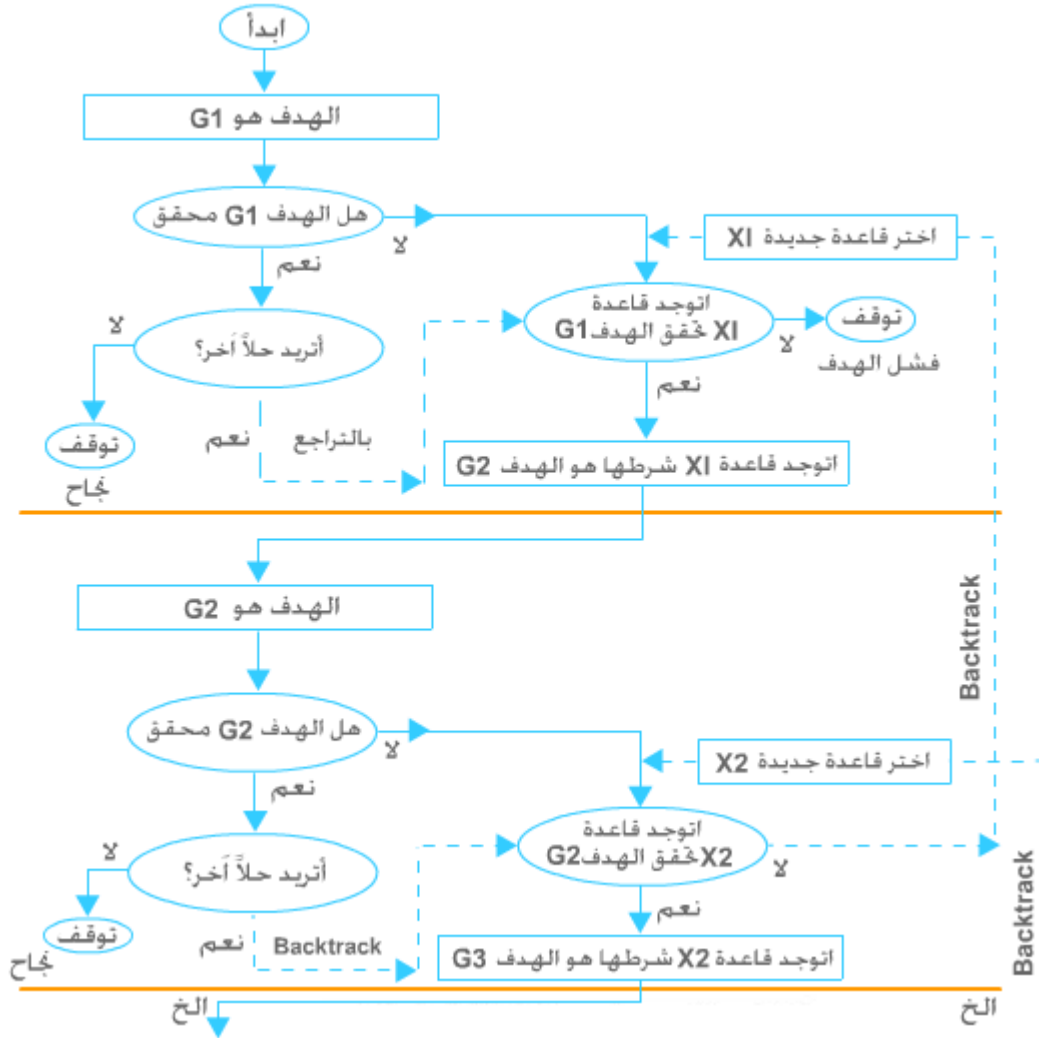 ابدأ
الهدف هو G1
هل الهدف G1 محقق
لا
نعم
اختر قاعدة جديدة XI
اتوجد قاعدة
XI تحقق الهدف G1
لا
توقف
فشل الهدف
نعم
أتريد حلاً آخر؟
لا
توقف
نجاح
نعم
بالتراجع
اتوجد قاعدة XI شرطها هو الهدف G2
الهدف هو G2
Backtrack
هل الهدف G2 محقق
لا
نعم
اختر قاعدة جديدة X2
اتوجد قاعدة
X2 تحقق الهدف G2
لا
نعم
أتريد حلاً آخر؟
لا
توقف
نجاح
نعم
Backtrack
اتوجد قاعدة X2 شرطها هو الهدف G3
Backtrack
الخ
الخ